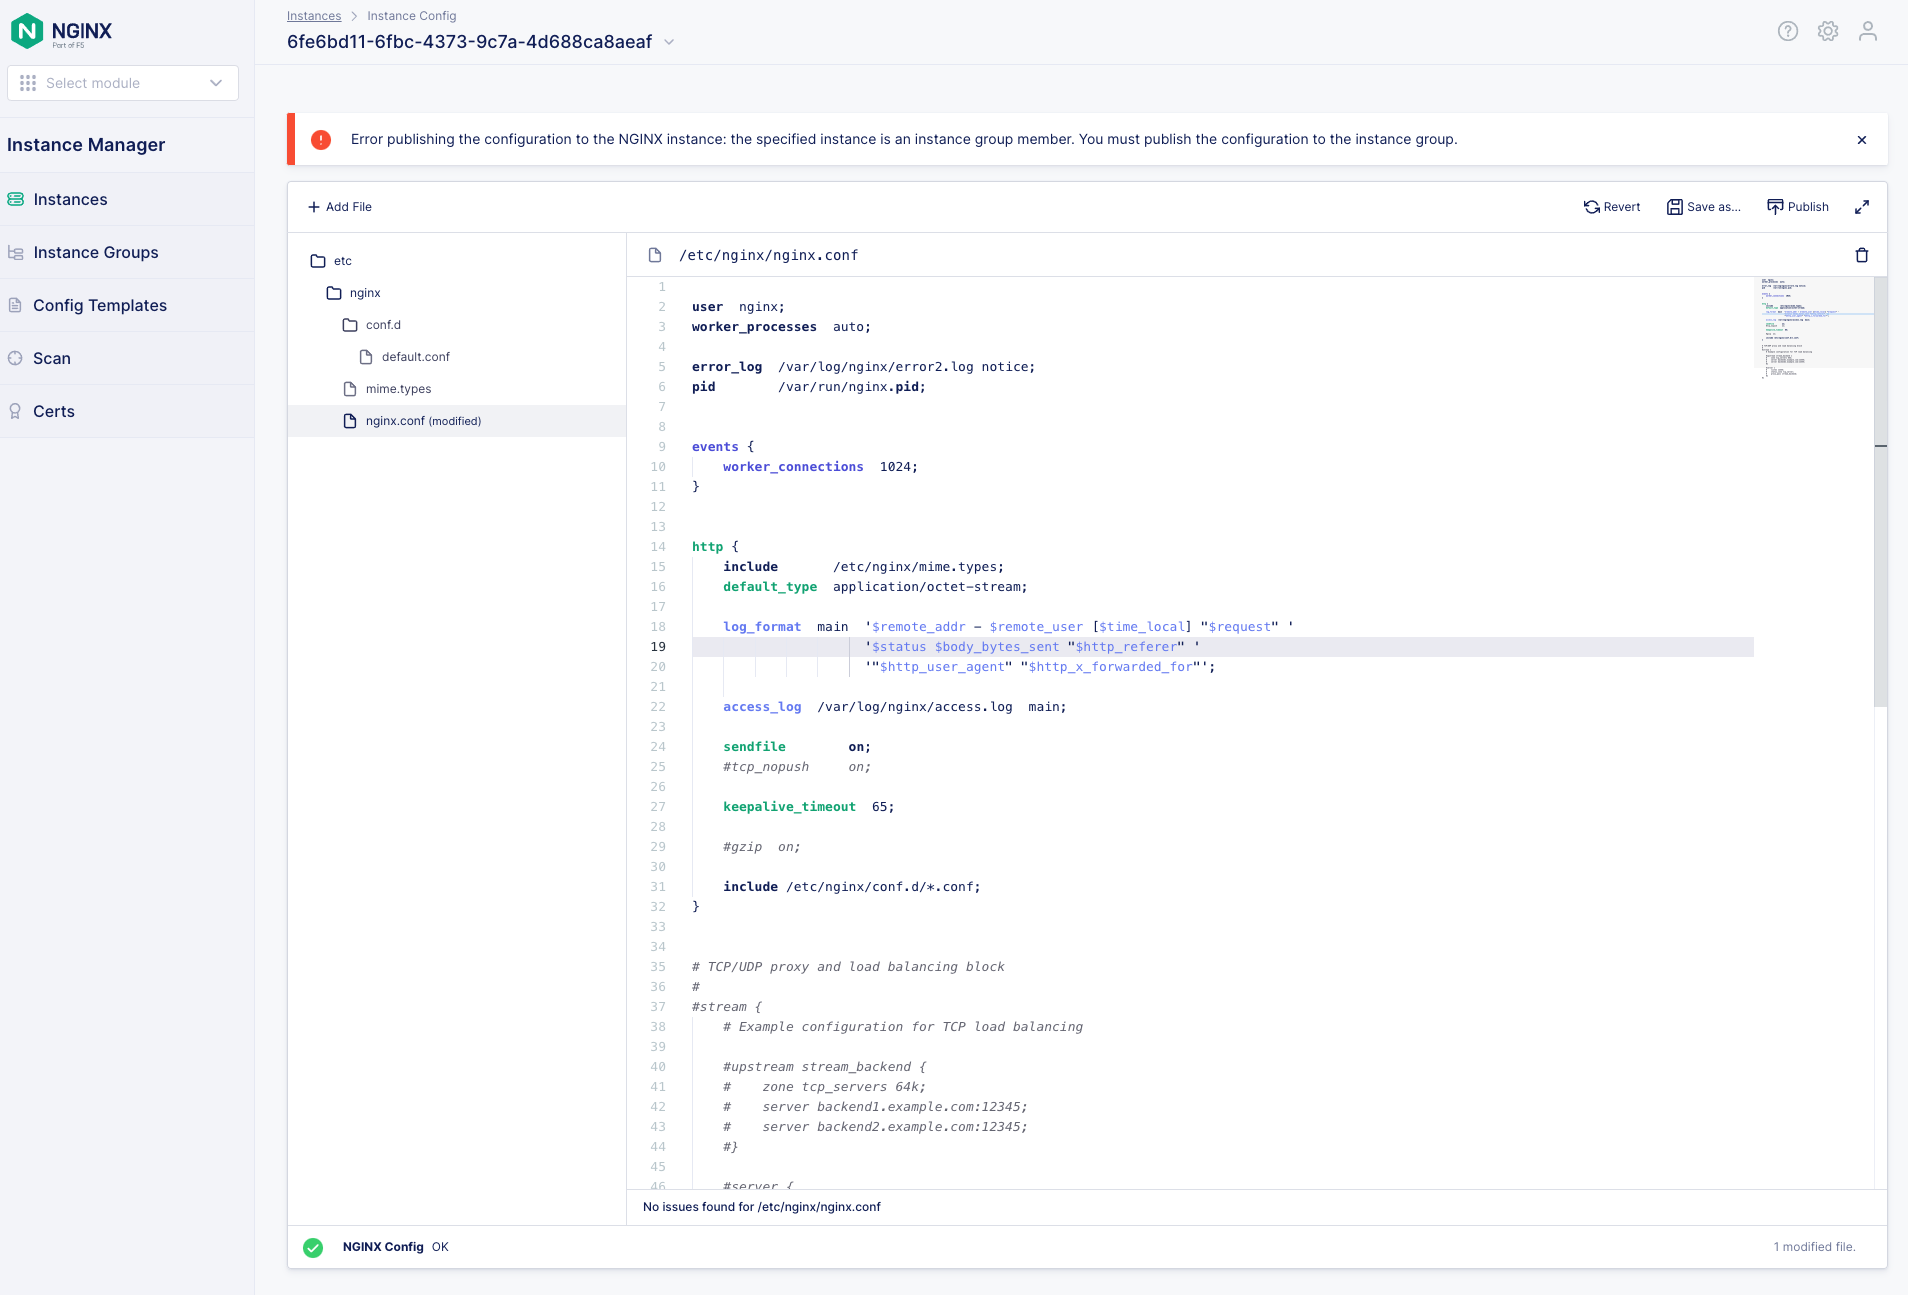 NGINX
Part of F5
Select module
Instance Manager
Instances
Instance Groups
Config Templates
Scan
Certs
Instances > Instance Config
6fe6bd11-6fbc-4373-9c7a-4d688ca8aeaf
Error publishing the configuration to the NGINX instance: the specified instance is an instance group member. You must publish the configuration to the instance group.
Add File
Revert
Save as...
Publish
etc
nginx
conf.d
default.conf
mime.types
nginx.conf (modified)
/etc/nginx/nginx.conf
1
2 user  nginx;
3 worker_processes  auto;
4
5 error_log  /var/log/nginx/error2.log notice;
6 pid        /var/run/nginx.pid;
7
8
9 events {
10     worker_connections  1024;
11 }
12
13
14 http {
15     include       /etc/nginx/mime.types;
16     default_type  application/octet-stream;
17
18     log_format  main  '$remote_addr - $remote_user [$time_local] "$request" '
19                       '$status $body_bytes_sent "$http_referer" '
20                       '"$http_user_agent" "$http_x_forwarded_for"';
21
22     access_log  /var/log/nginx/access.log  main;
23
24     sendfile        on;
25     #tcp_nopush     on;
26
27     keepalive_timeout  65;
28
29     #gzip  on;
30
31     include /etc/nginx/conf.d/*.conf;
32 }
33
34
35 # TCP/UDP proxy and load balancing block
36 #
37 #stream {
38     # Example configuration for TCP load balancing
39
40     #upstream stream_backend {
41     #    zone tcp_servers 64k;
42     #    server backend1.example.com:12345;
43     #    server backend2.example.com:12345;
44     #}
45
46     #server {
No issues found for /etc/nginx/nginx.conf
NGINX Config OK
1 modified file.